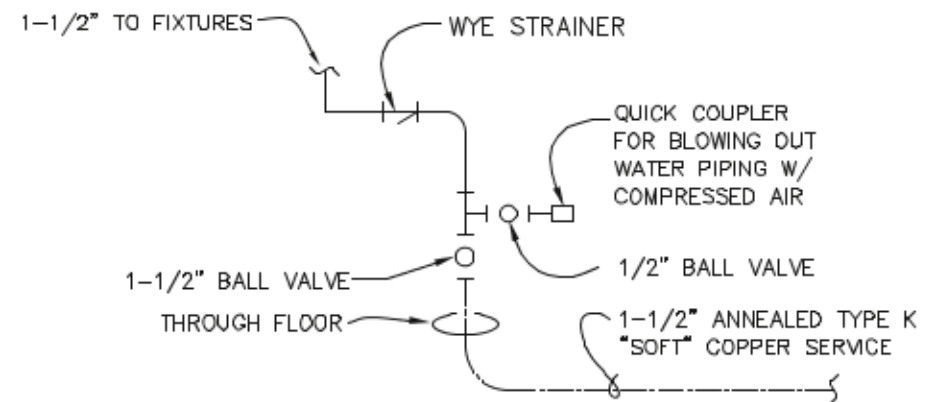 1-1/2" TO FIXTURES
WYE STRAINER
QUICK COUPLER
FOR BLOWING OUT
WATER PIPING W/
COMPRESSED AIR
1-1/2" BALL VALVE
1/2" BALL VALVE
THROUGH FLOOR
1-1/2" ANNEALED TYPE K
"SOFT" COPPER SERVICE